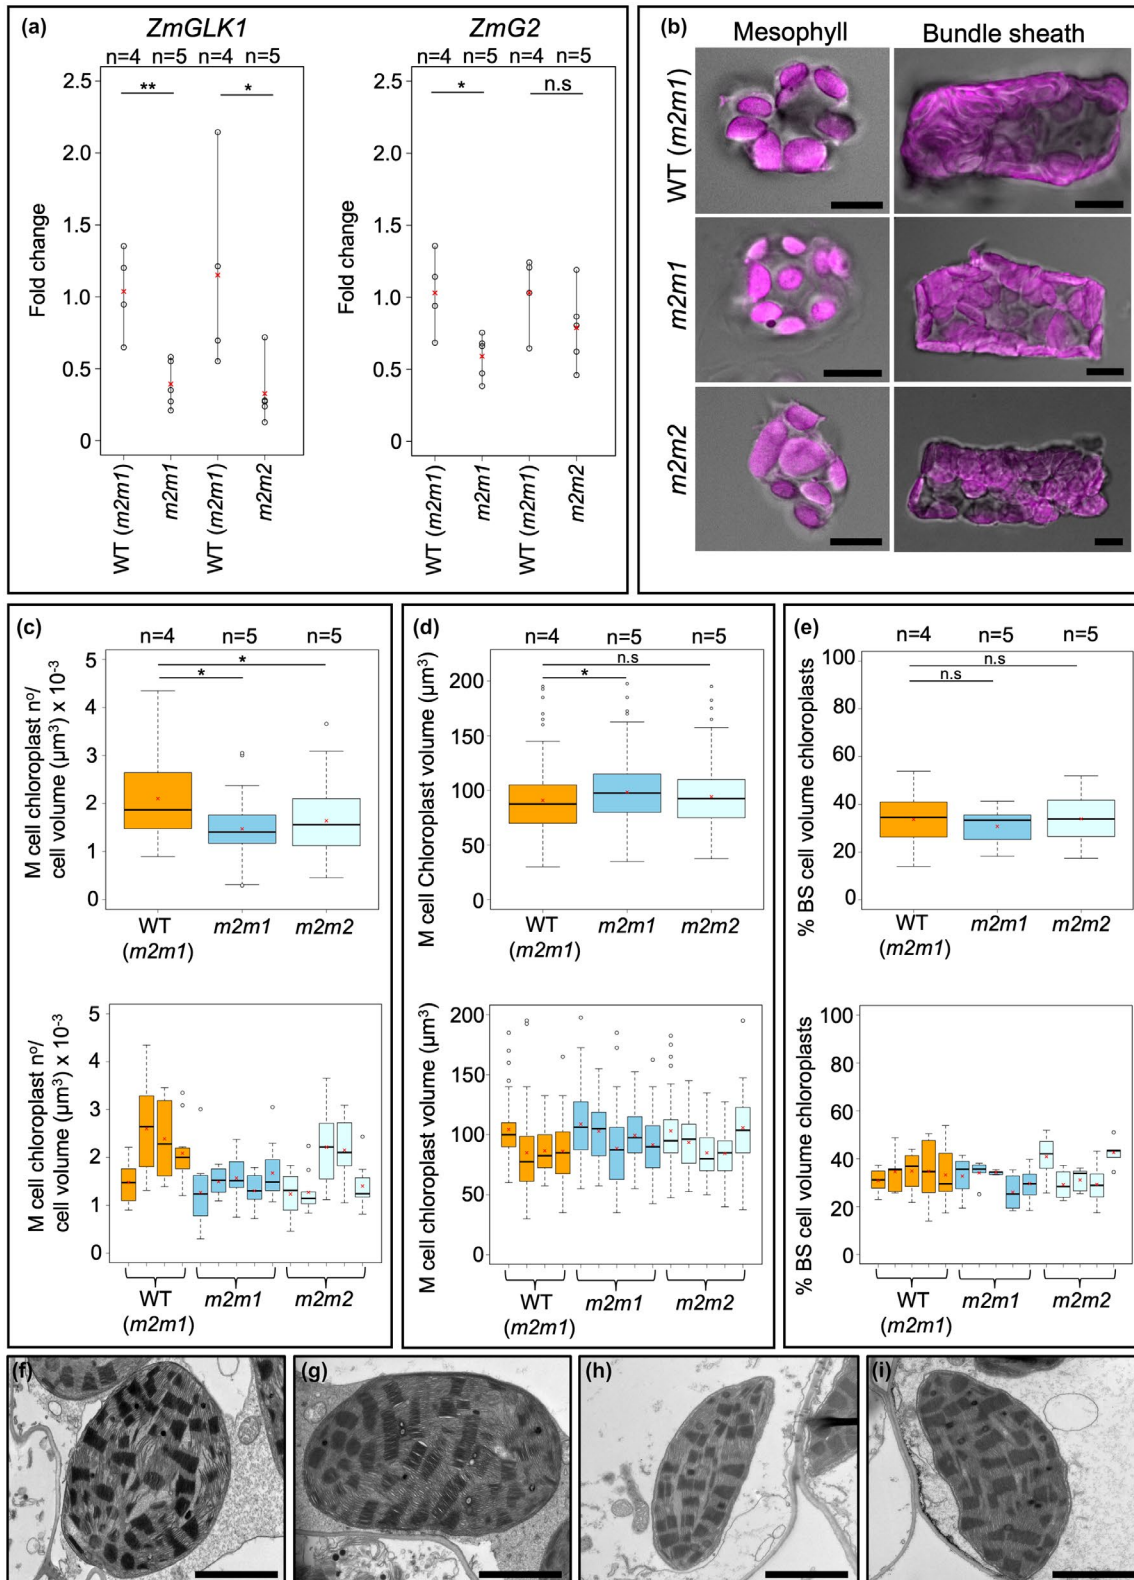 (a)
ZmGLK1
ZmG2
n=4 n=5 n=4 n=5
n=4 n=5 n=4 n=5
** *
* n.s
2.5
2.0
1.5
1.0
0.5
0
Fold change
2.5
2.0
1.5
1.0
0.5
0
Fold change
WT (m2m1)
m2m1
WT (m2m1)
m2m2
WT (m2m1)
m2m1
WT (m2m1)
m2m2
(b)
Mesophyll
Bundle sheath
WT (m2m1)
m2m1
m2m2
(c)
n=4 n=5 n=5
*
*
M cell chloroplast nº/
cell volume (µm³) x 10⁻³
5
4
3
2
1
0
WT
(m2m1)
m2m1
m2m2
M cell chloroplast nº/
cell volume (µm³) x 10⁻³
5
4
3
2
1
0
WT
(m2m1)
m2m1
m2m2
(d)
n=4 n=5 n=5
n.s
*
M cell Chloroplast volume (µm³)
200
150
100
50
0
WT
(m2m1)
m2m1
m2m2
M cell chloroplast volume (µm³)
200
150
100
50
0
WT
(m2m1)
m2m1
m2m2
(e)
n=4 n=5 n=5
n.s
n.s
% BS cell volume chloroplasts
100
80
60
40
20
0
WT
(m2m1)
m2m1
m2m2
% BS cell volume chloroplasts
100
80
60
40
20
0
WT
(m2m1)
m2m1
m2m2
(f)
(g)
(h)
(i)